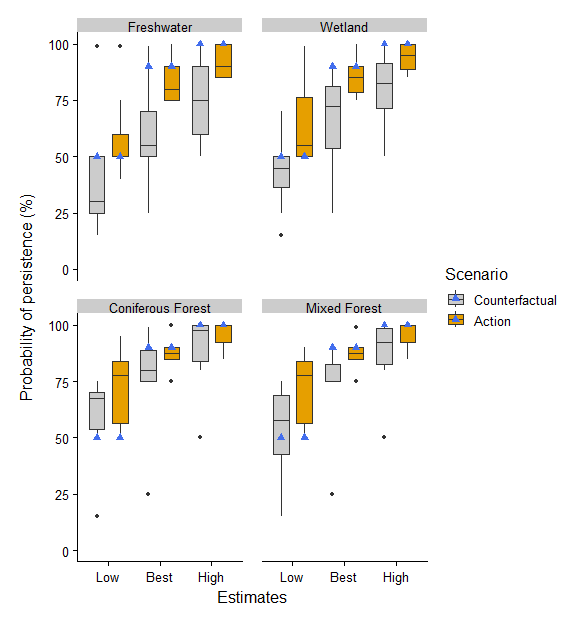 Freshwater Wetland
100
75
50
25
0
Coniferous Forest Mixed Forest
100
75
50
25
0
Low Best High Low Best High
Estimates
Probability of persistence (%)
Scenario
Counterfactual
Action